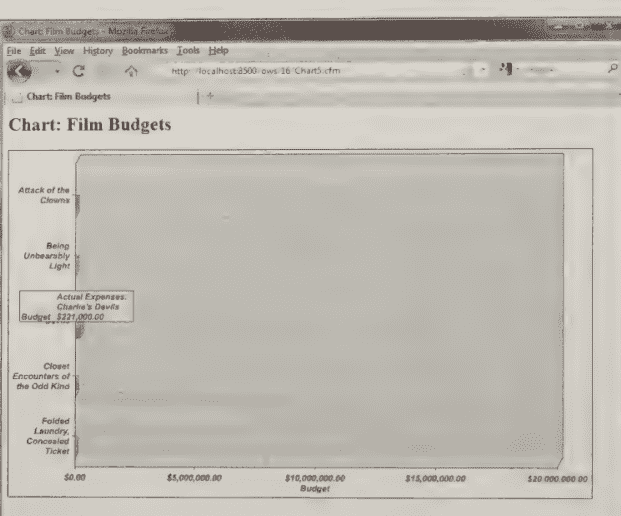 Chart: Film Budgets - Mozilla Firefox
File Edit View History Bookmarks Tools Help
http://localhost:8500/ows/16/Chart5.cfm
Chart: Film Budgets
Chart: Film Budgets
Attack of the
Clowns
Being
Unbearably
Light
Actual Expenses:
Charlie's Devils
Budget $221,000.00
Closet
Encounters of
the Odd Kind
Folded
Laundry,
Concealed
Ticket
$0.00 $5,000,000.00 $10,000,000.00 $15,000,000.00 $20,000,000.00
Budget